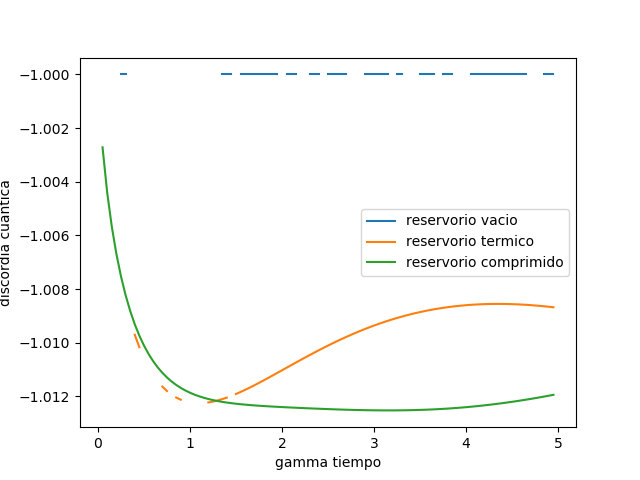 −1.000
−1.002
−1.004
−1.006
−1.008
−1.010
−1.012
discordia cuantica
reservorio vacio
reservorio termico
reservorio comprimido
0 1 2 3 4 5
gamma tiempo